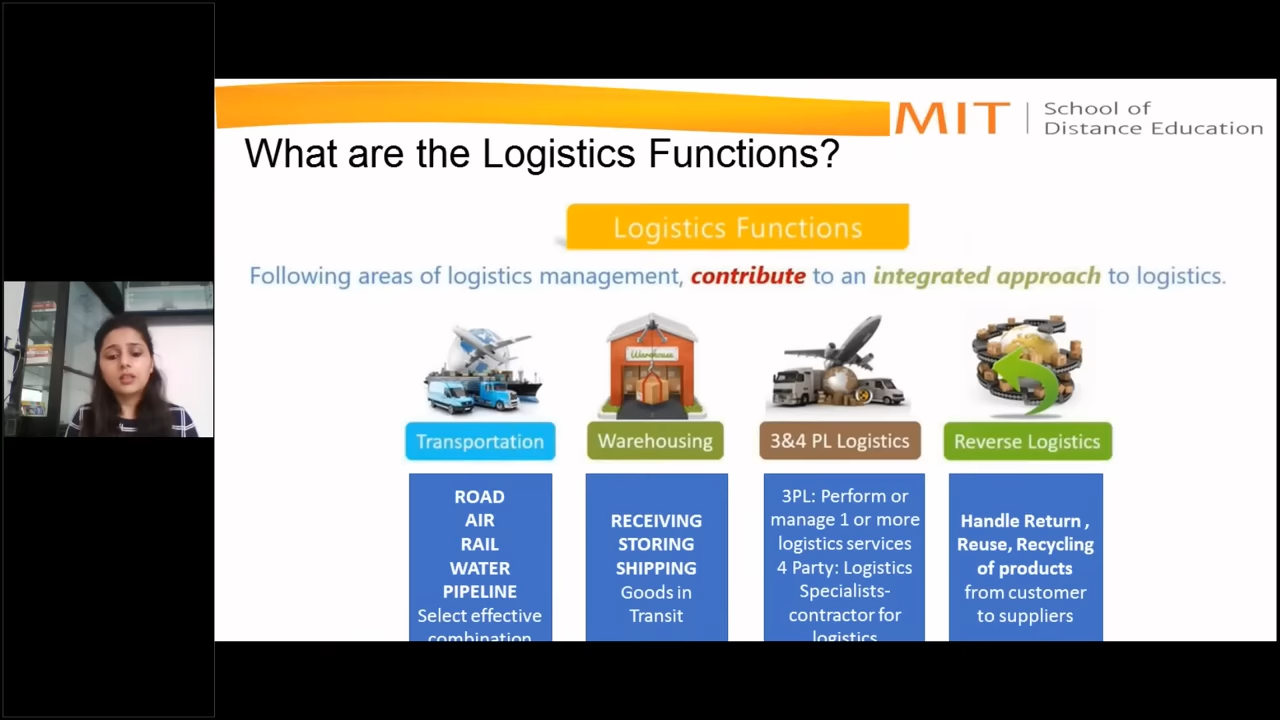 MIT
School of
Distance Education
What are the Logistics Functions?
Logistics Functions
Following areas of logistics management, contribute to an integrated approach to logistics.
Warehouse
Transportation
Warehousing
3&4 PL Logistics
Reverse Logistics
ROAD
AIR
RAIL
WATER
PIPELINE
Select effective
combination
RECEIVING
STORING
SHIPPING
Goods in
Transit
3PL: Perform or
manage 1 or more
logistics services
4 Party: Logistics
Specialists-
contractor for
logistics
Handle Return ,
Reuse, Recycling
of products
from customer
to suppliers